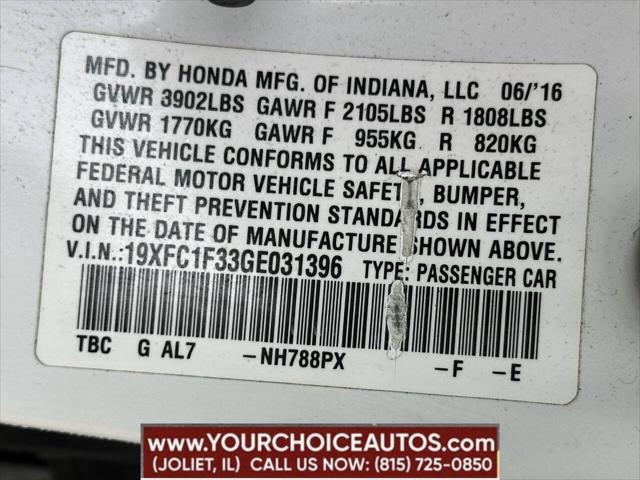 MFD. BY HONDA MFG. OF INDIANA, LLC 06/'16
GVWR 3902LBS GAWR F 2105LBS R 1808LBS
GVWR 1770KG GAWR F 955KG R 820KG
THIS VEHICLE CONFORMS TO ALL APPLICABLE
FEDERAL MOTOR VEHICLE SAFETY, BUMPER,
AND THEFT PREVENTION STANDARDS IN EFFECT
ON THE DATE OF MANUFACTURE SHOWN ABOVE.
V.I.N.:19XFC1F33GE031396 TYPE: PASSENGER CAR
TBC G AL7 -NH788PX -F -E
WWW.YOURCHOICEAUTOS.COM
(JOLIET, IL) CALL US NOW: (815) 725-0850